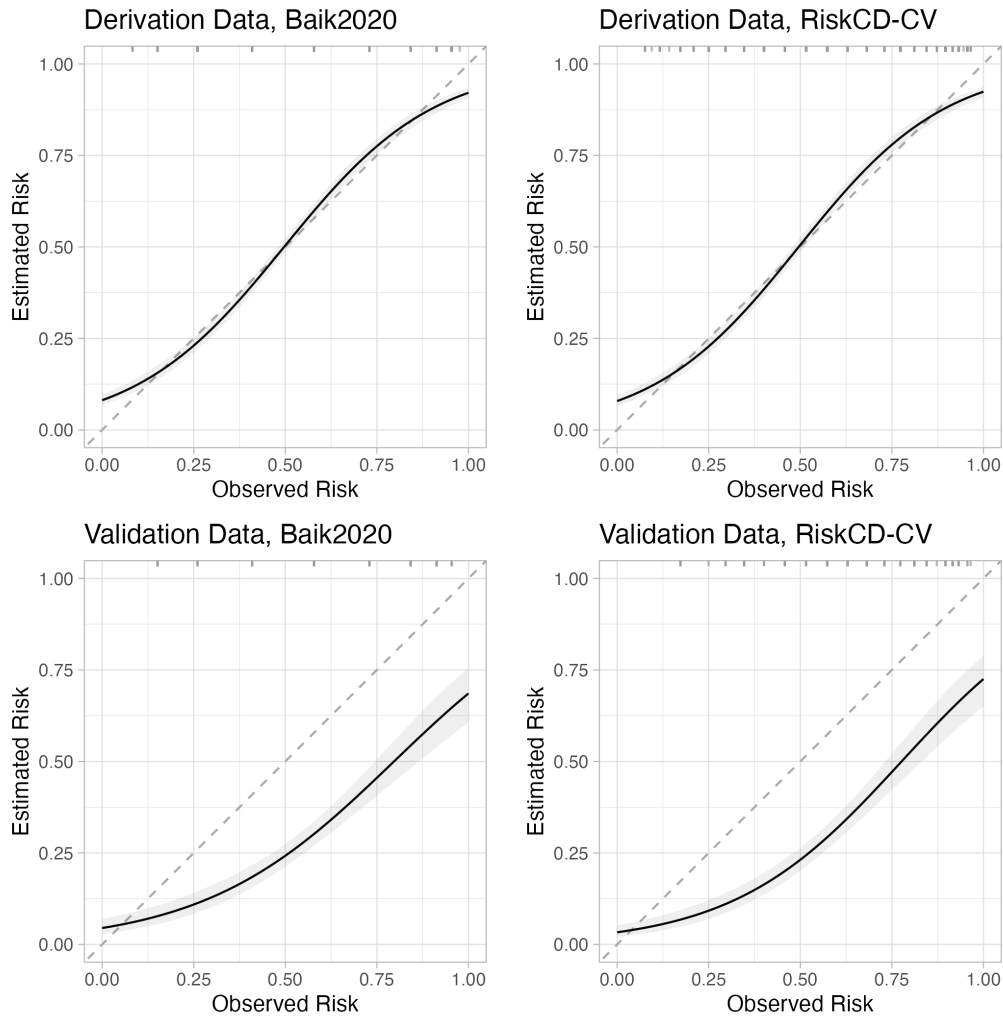 Derivation Data, Baik2020
1.00
0.75
0.50
0.25
0.00
Estimated Risk
0.00 0.25 0.50 0.75 1.00
Observed Risk
Derivation Data, RiskCD-CV
1.00
0.75
0.50
0.25
0.00
Estimated Risk
0.00 0.25 0.50 0.75 1.00
Observed Risk
Validation Data, Baik2020
1.00
0.75
0.50
0.25
0.00
Estimated Risk
0.00 0.25 0.50 0.75 1.00
Observed Risk
Validation Data, RiskCD-CV
1.00
0.75
0.50
0.25
0.00
Estimated Risk
0.00 0.25 0.50 0.75 1.00
Observed Risk